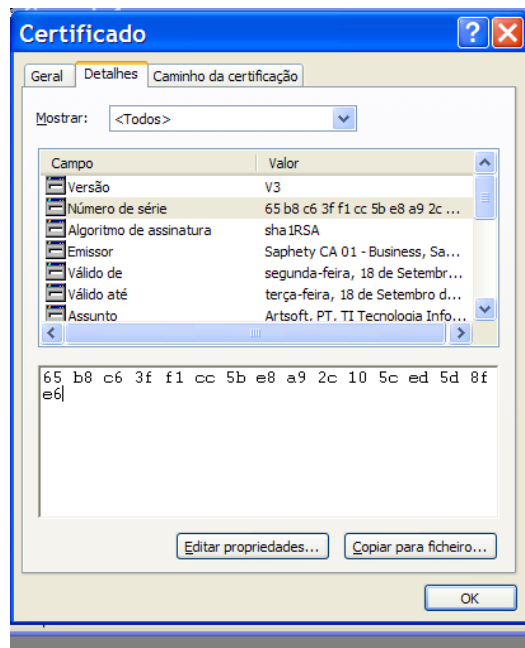 Certificado
Geral Detalhes Caminho da certificação
Mostrar: <Todos>
Campo Valor
Versão V3
Número de série 65 b8 c6 3f f1 cc 5b e8 a9 2c ...
Algoritmo de assinatura sha1RSA
Emissor Saphety CA 01 - Business, Sa...
Válido de segunda-feira, 18 de Setembr...
Válido até terça-feira, 18 de Setembro d...
Assunto Artsoft, PT, TI Tecnologia Info...
65 b8 c6 3f f1 cc 5b e8 a9 2c 10 5c ed 5d 8f
e6
Editar propriedades... Copiar para ficheiro...
OK